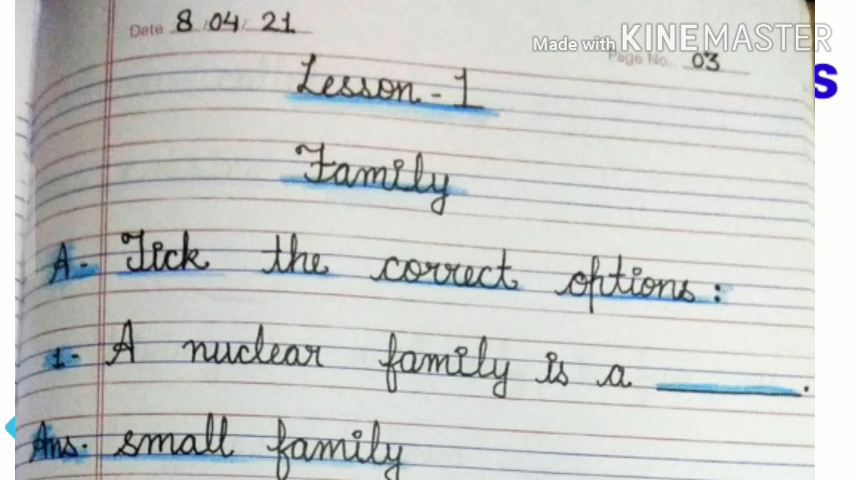 Date 8/04/21
Made with KINEMASTER
Page No. 03
s
Lesson - 1
Family
A- Tick the correct options:
1- A nuclear family is a ________.
Ans. small family